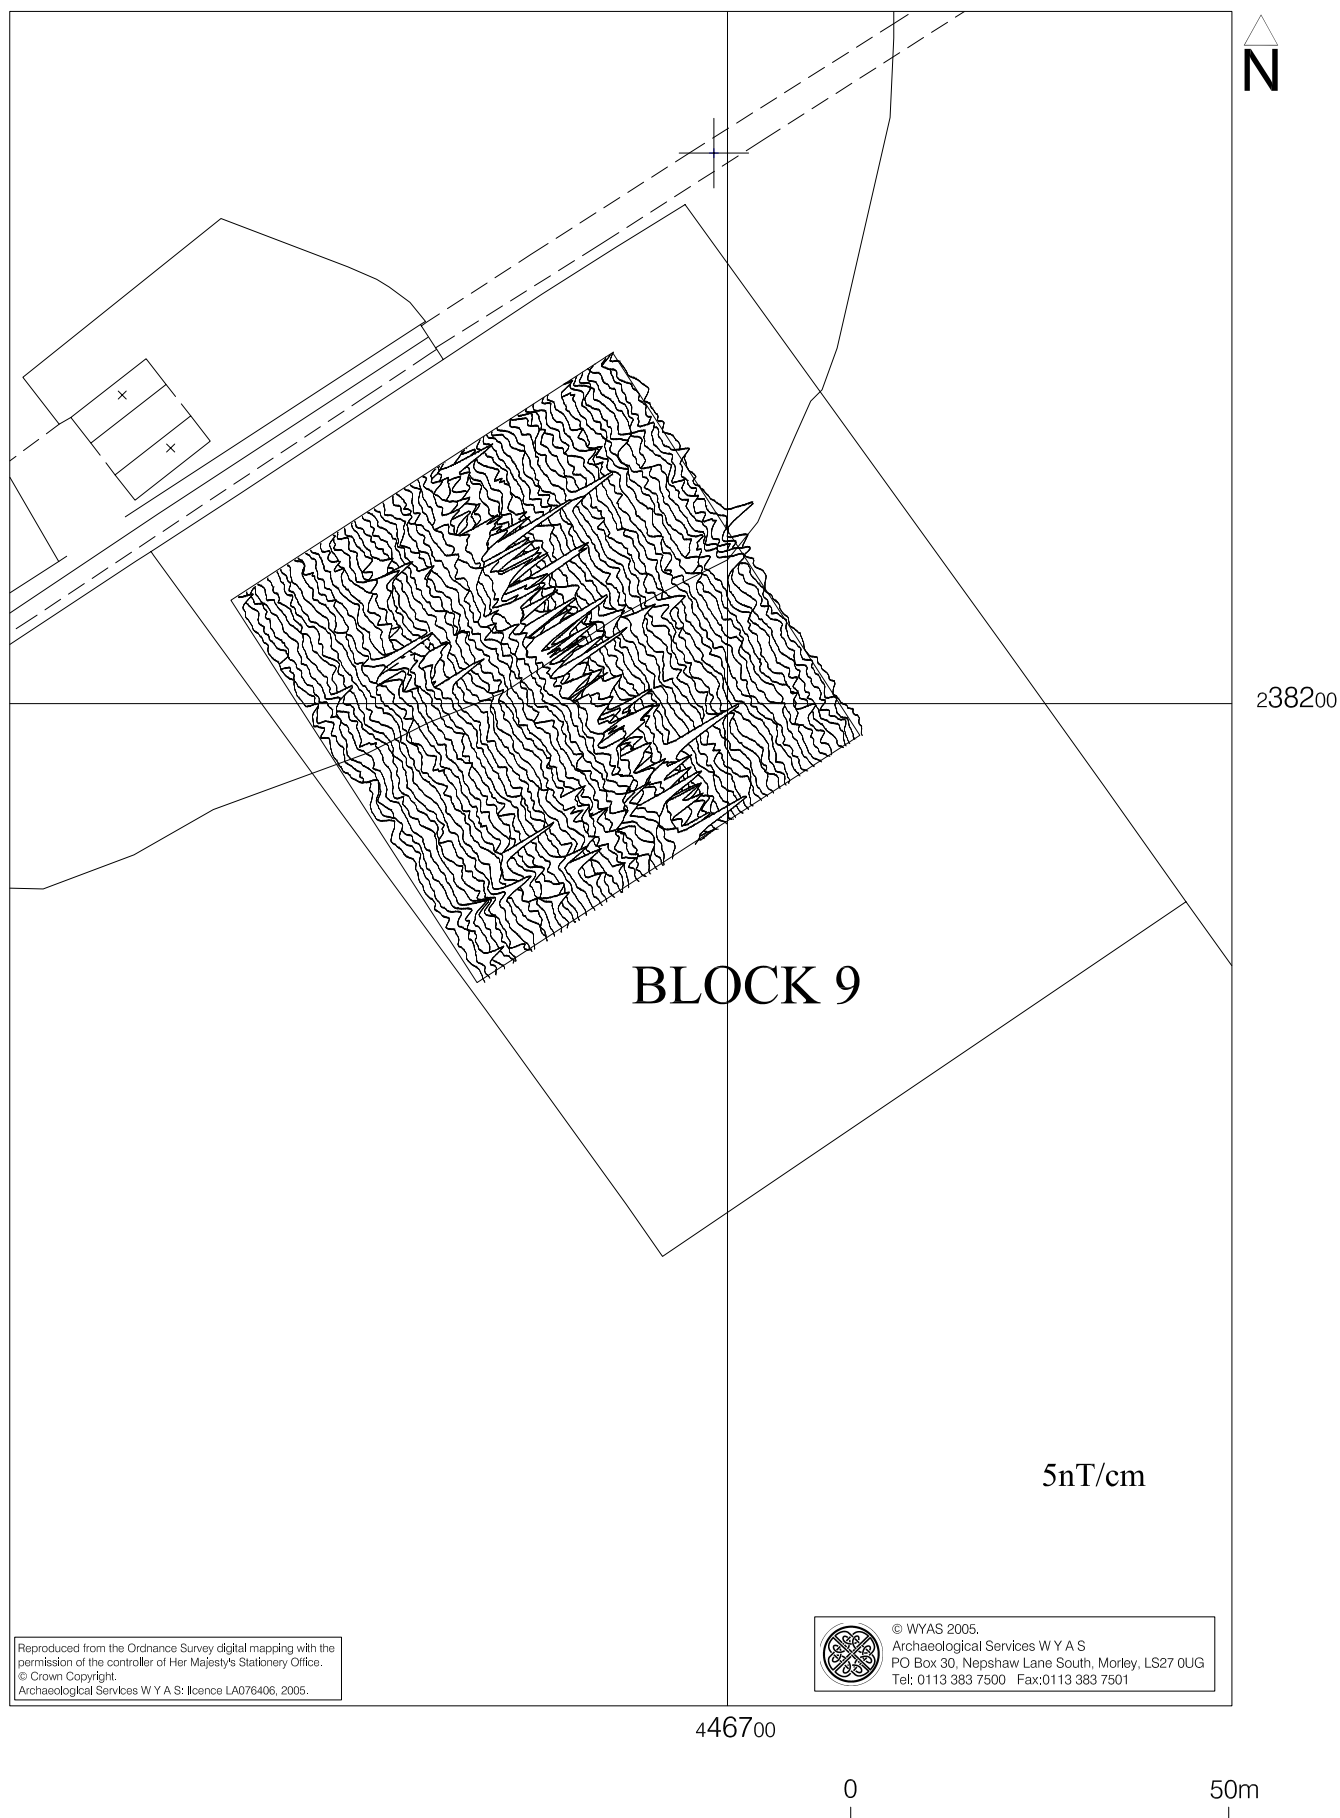 N
23820​0
BLOCK 9
5nT/cm
Reproduced from the Ordnance Survey digital mapping with the
permission of the controller of Her Majesty's Stationery Office.
© Crown Copyright.
Archaeological Services W Y A S: licence LA076406, 2005.
© WYAS 2005.
Archaeological Services W Y A S
PO Box 30, Nepshaw Lane South, Morley, LS27 0UG
Tel: 0113 383 7500 Fax:0113 383 7501
446700
0 50m